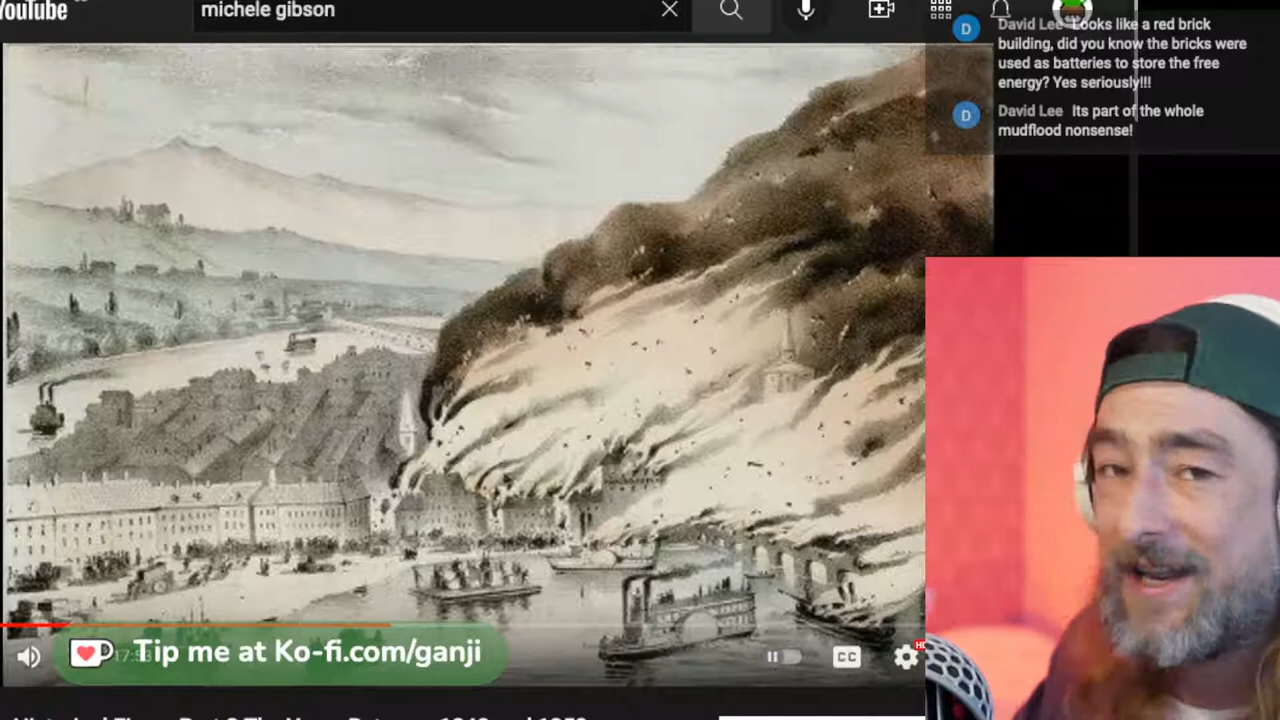 YouTube
michele gibson
David Lee Looks like a red brick
building, did you know the bricks were
used as batteries to store the free
energy? Yes seriously!!!
David Lee Its part of the whole
mudflood nonsense!
D
D
Tip me at Ko-fi.com/ganji
CC
HD